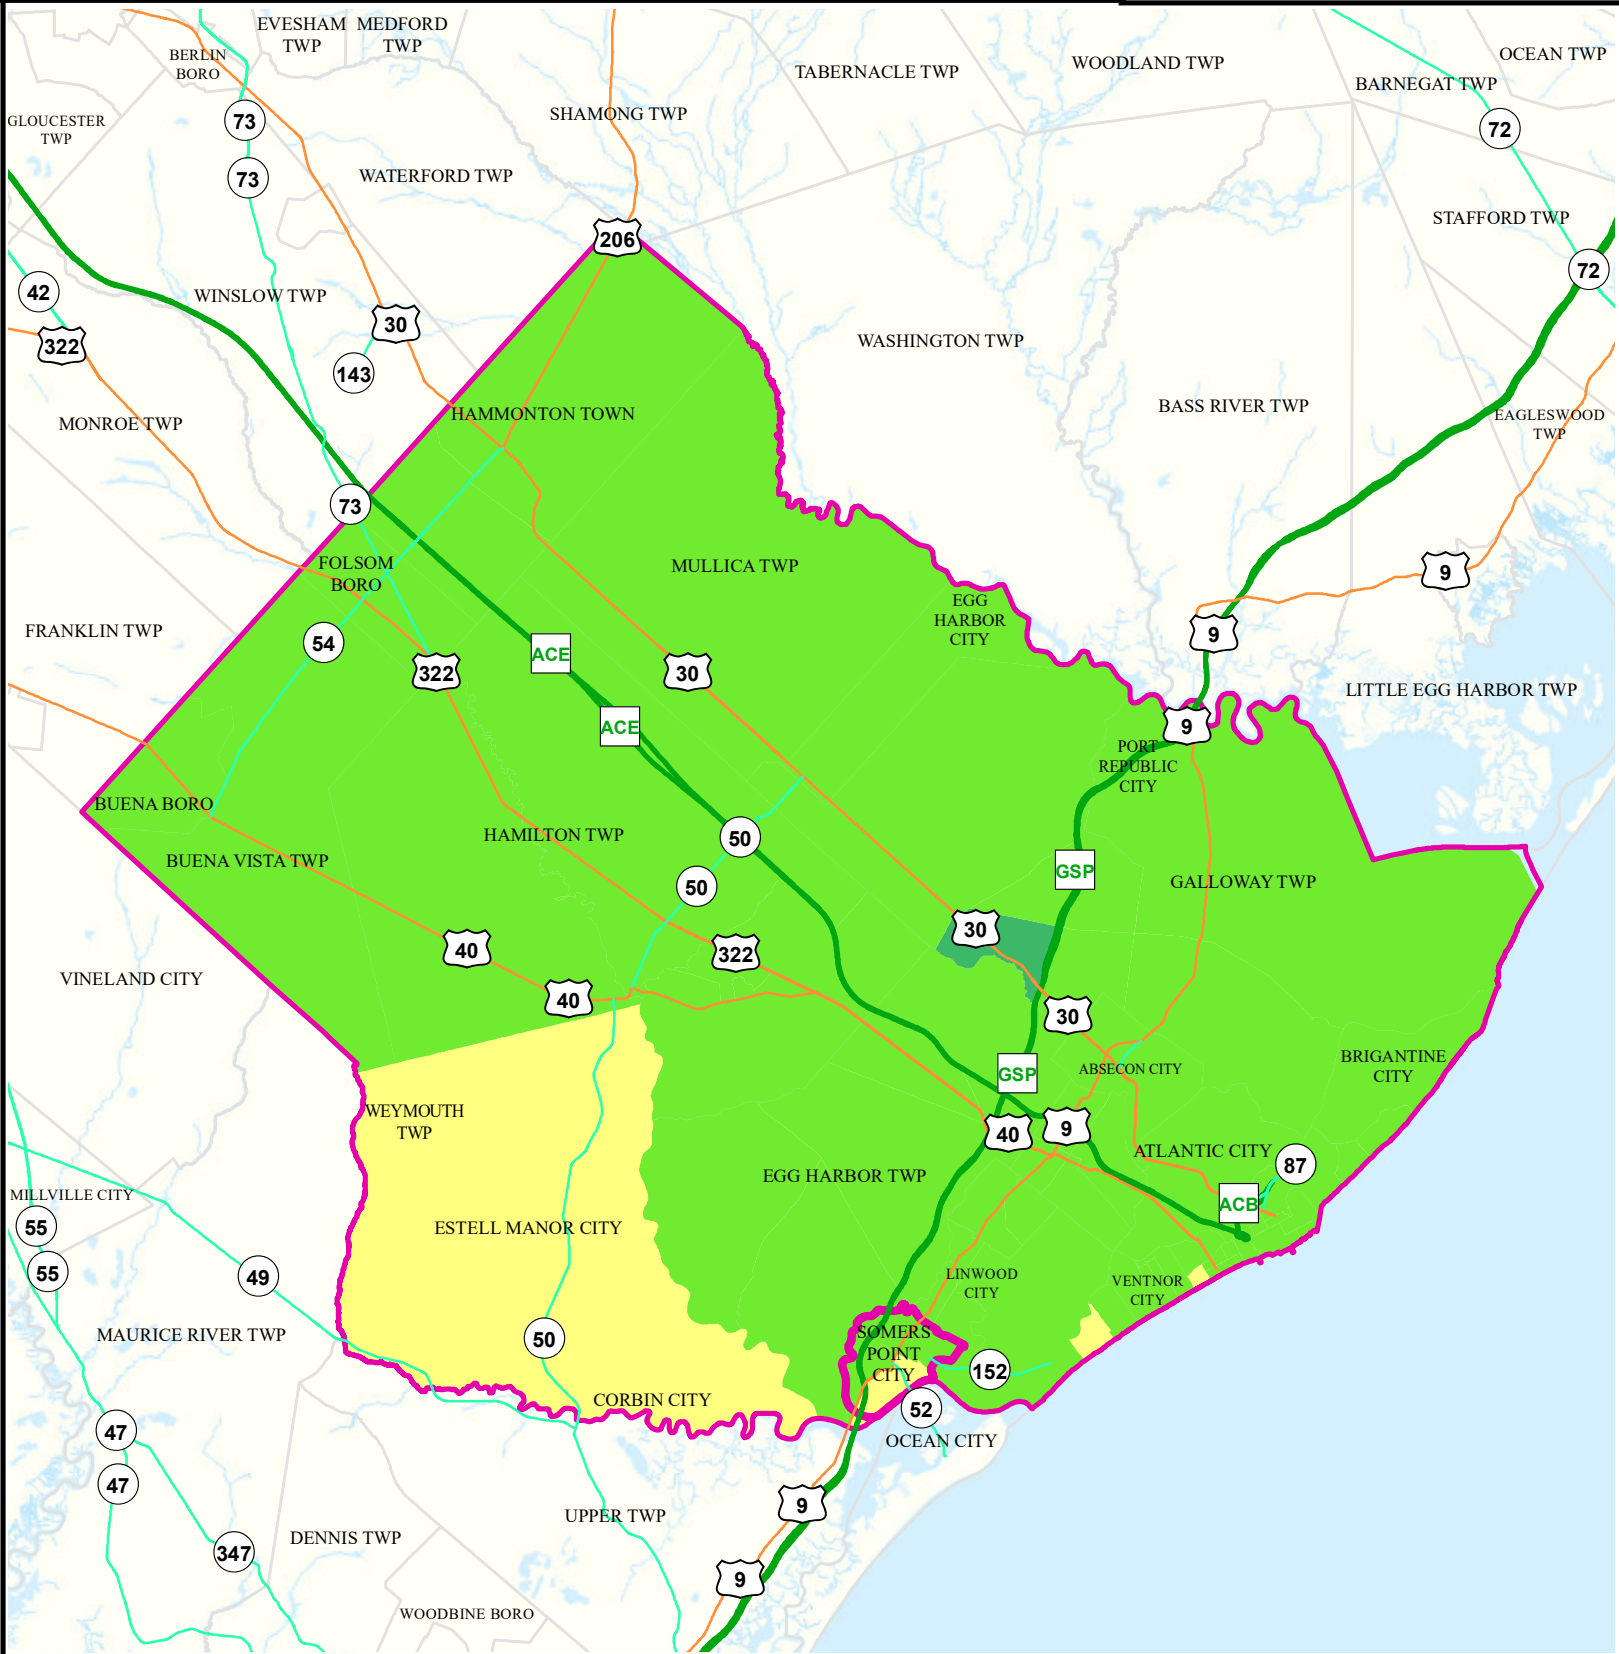 EVESHAM
TWP
MEDFORD
TWP
BERLIN
BORO
OCEAN TWP
WOODLAND TWP
TABERNACLE TWP
BARNEGAT TWP
SHAMONG TWP
GLOUCESTER
TWP
73
72
WATERFORD TWP
73
STAFFORD TWP
206
72
42
WINSLOW TWP
30
322
WASHINGTON TWP
143
BASS RIVER TWP
HAMMONTON TOWN
MONROE TWP
EAGLESWOOD
TWP
73
FOLSOM
BORO
MULLICA TWP
9
EGG
HARBOR
CITY
FRANKLIN TWP
9
54
ACE
322
30
LITTLE EGG HARBOR TWP
ACE
9
PORT
REPUBLIC
CITY
BUENA BORO
HAMILTON TWP
50
BUENA VISTA TWP
GSP
50
GALLOWAY TWP
30
40
322
VINELAND CITY
40
30
BRIGANTINE
CITY
ABSECON CITY
GSP
WEYMOUTH
TWP
40
9
ATLANTIC CITY
87
EGG HARBOR TWP
MILLVILLE CITY
ACB
55
ESTELL MANOR CITY
55
49
LINWOOD
CITY
VENTNOR
CITY
MAURICE RIVER TWP
50
SOMERS
POINT
CITY
152
CORBIN CITY
52
47
OCEAN CITY
47
9
UPPER TWP
DENNIS TWP
347
9
WOODBINE BORO